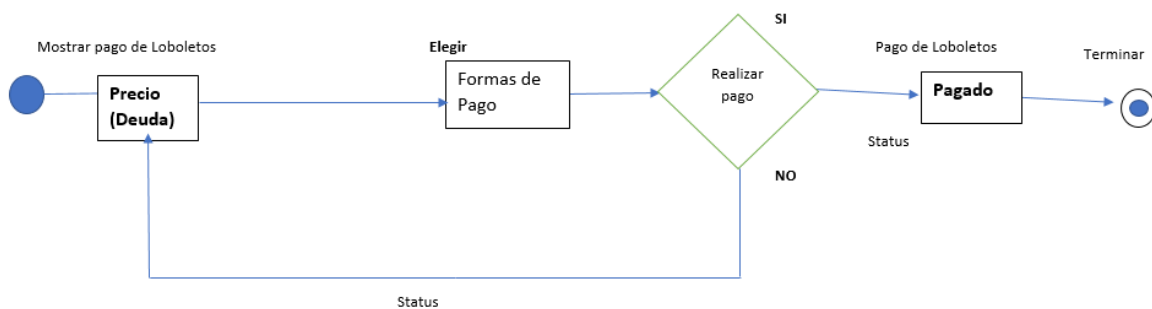 Mostrar pago de Loboletos
Precio
(Deuda)
Elegir
Formas de
Pago
SI
Realizar
pago
NO
Pago de Loboletos
Pagado
Status
Terminar
Status